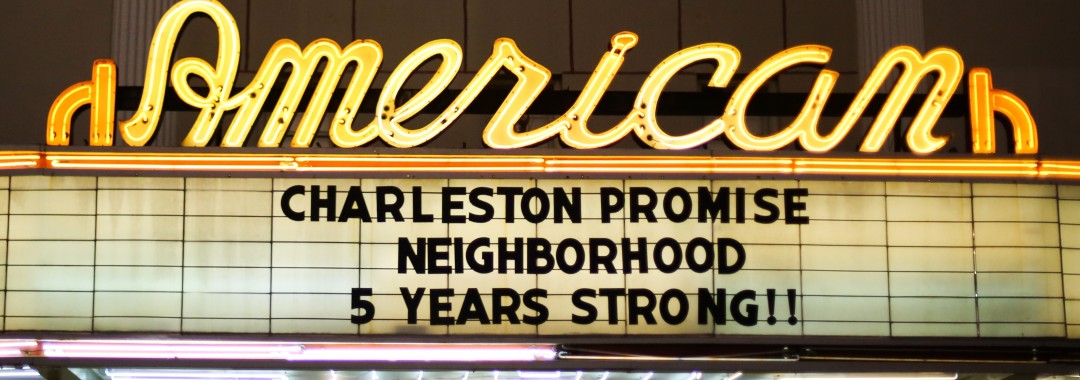 American
CHARLESTON PROMISE
NEIGHBORHOOD
5 YEARS STRONG!!